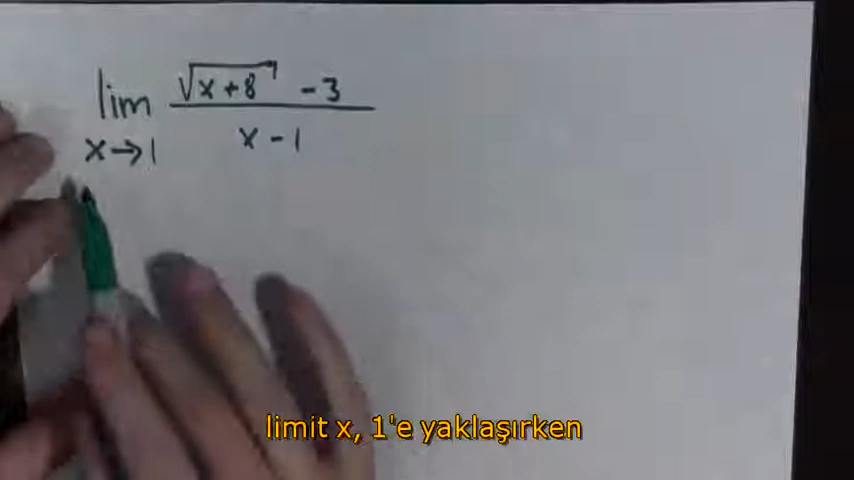 lim √x+8 - 3
x→1 x - 1
limit x, 1'e yaklaşırken